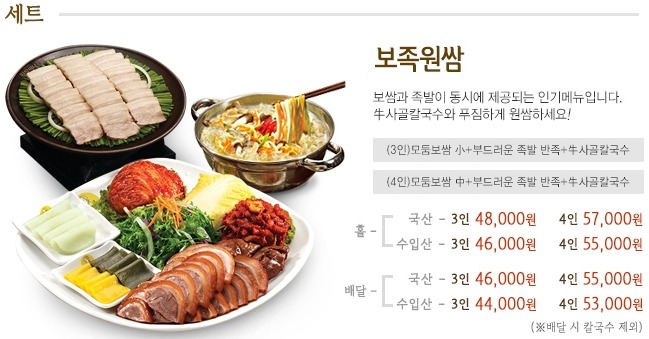 세트
보족원쌈
보쌈과 족발이 동시에 제공되는 인기메뉴입니다.
牛사골칼국수와 푸짐하게 원쌈하세요!
(3인)모둠보쌈 小+부드러운 족발 반족+牛사골칼국수
(4인)모둠보쌈 中+부드러운 족발 반족+牛사골칼국수
홀 - 국산 - 3인 48,000원 4인 57,000원
수입산 - 3인 46,000원 4인 55,000원
배달 - 국산 - 3인 46,000원 4인 55,000원
수입산 - 3인 44,000원 4인 53,000원
(※배달 시 칼국수 제외)